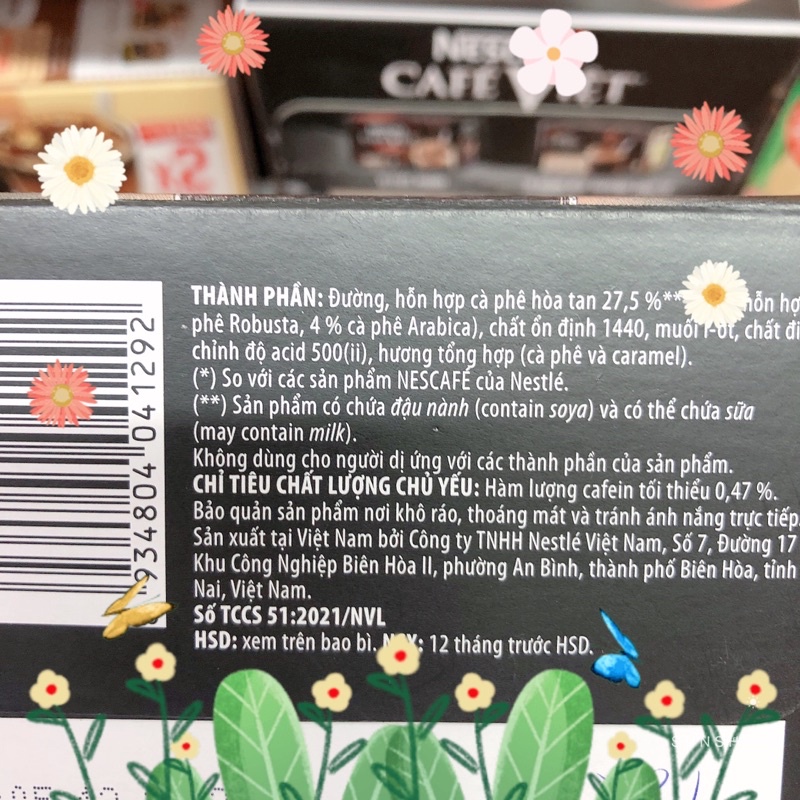 NESCAFÉ
CAFÉ VIỆT
THÀNH PHẦN: Đường, hỗn hợp cà phê hòa tan 27,5 %**
phê Robusta, 4 % cà phê Arabica), chất ổn định 1440, muối i-ốt, chất
chỉnh độ acid 500(ii), hương tổng hợp (cà phê và caramel).
(*) So với các sản phẩm NESCAFÉ của Nestlé.
(**) Sản phẩm có chứa đậu nành (contain soya) và có thể chứa sữa
(may contain milk).
Không dùng cho người dị ứng với các thành phần của sản phẩm.
CHỈ TIÊU CHẤT LƯỢNG CHỦ YẾU: Hàm lượng cafein tối thiểu 0,47 %.
Bảo quản sản phẩm nơi khô ráo, thoáng mát và tránh ánh nắng trực tiếp.
Sản xuất tại Việt Nam bởi Công ty TNHH Nestlé Việt Nam, Số 7, Đường 17
Khu Công Nghiệp Biên Hòa II, phường An Bình, thành phố Biên Hòa, tỉnh
Nai, Việt Nam.
Số TCCS 51:2021/NVL
HSD: xem trên bao bì. NSX: 12 tháng trước HSD.
934804 041292